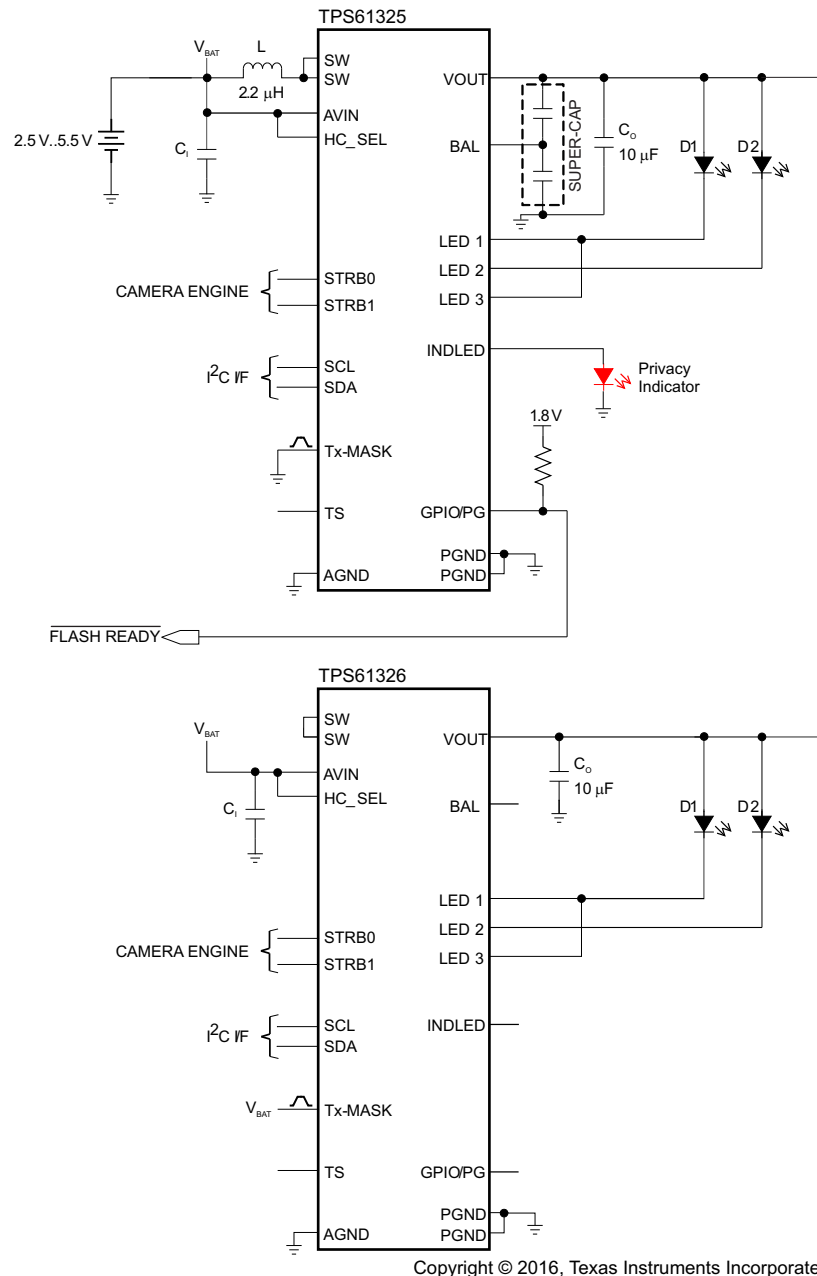 TPS61325
V_BAT
L
SW
SW
VOUT
2.2 μH
AVIN
HC_SEL
2.5 V..5.5 V
C_I
BAL
SUPER-CAP
C_O
10 μF
D1
D2
LED 1
LED 2
LED 3
CAMERA ENGINE
STRB0
STRB1
INDLED
Privacy
Indicator
I²C I/F
SCL
SDA
1.8 V
Tx-MASK
TS
GPIO/PG
PGND
PGND
AGND
FLASH READY
TPS61326
SW
SW
V_BAT
VOUT
AVIN
HC_SEL
C_I
C_O
10 μF
BAL
D1
D2
LED 1
LED 2
LED 3
CAMERA ENGINE
STRB0
STRB1
I²C I/F
SCL
SDA
INDLED
V_BAT
Tx-MASK
TS
GPIO/PG
PGND
PGND
AGND
Copyright © 2016, Texas Instruments Incorporate